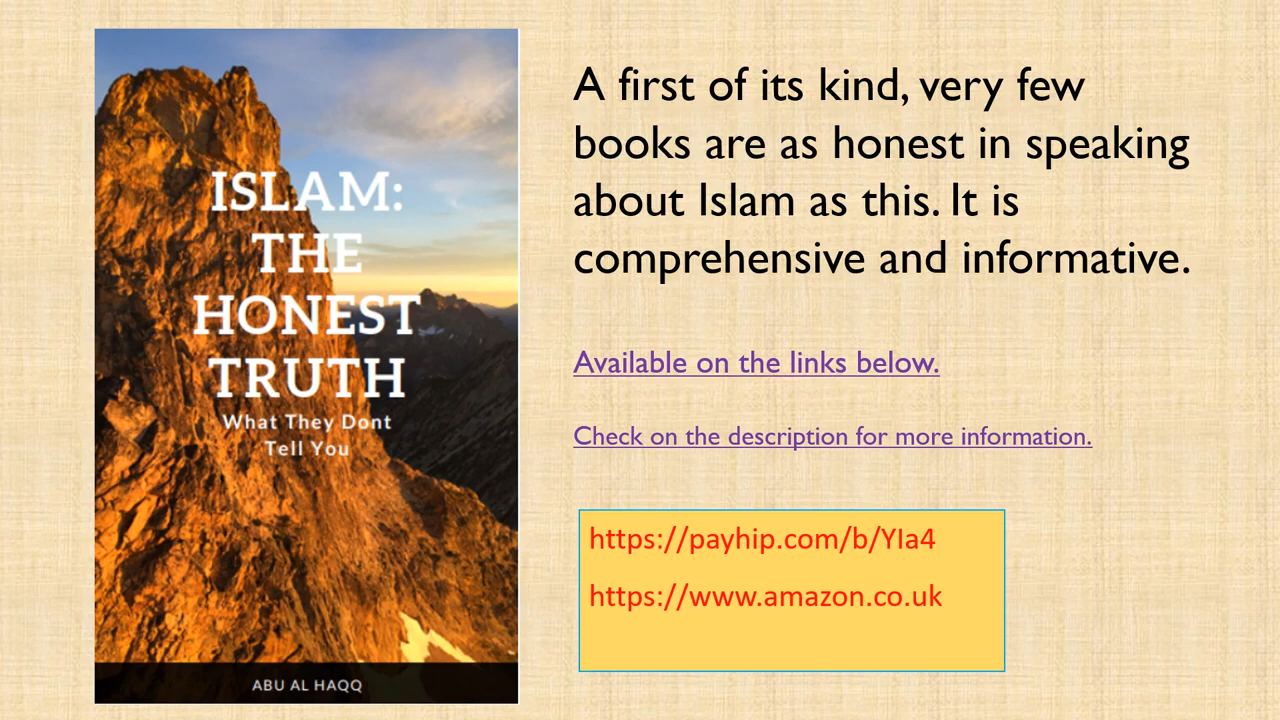 ISLAM:
THE
HONEST
TRUTH
What They Dont
Tell You
ABU AL HAQQ
A first of its kind, very few
books are as honest in speaking
about Islam as this. It is
comprehensive and informative.
Available on the links below.
Check on the description for more information.
https://payhip.com/b/YIa4
https://www.amazon.co.uk